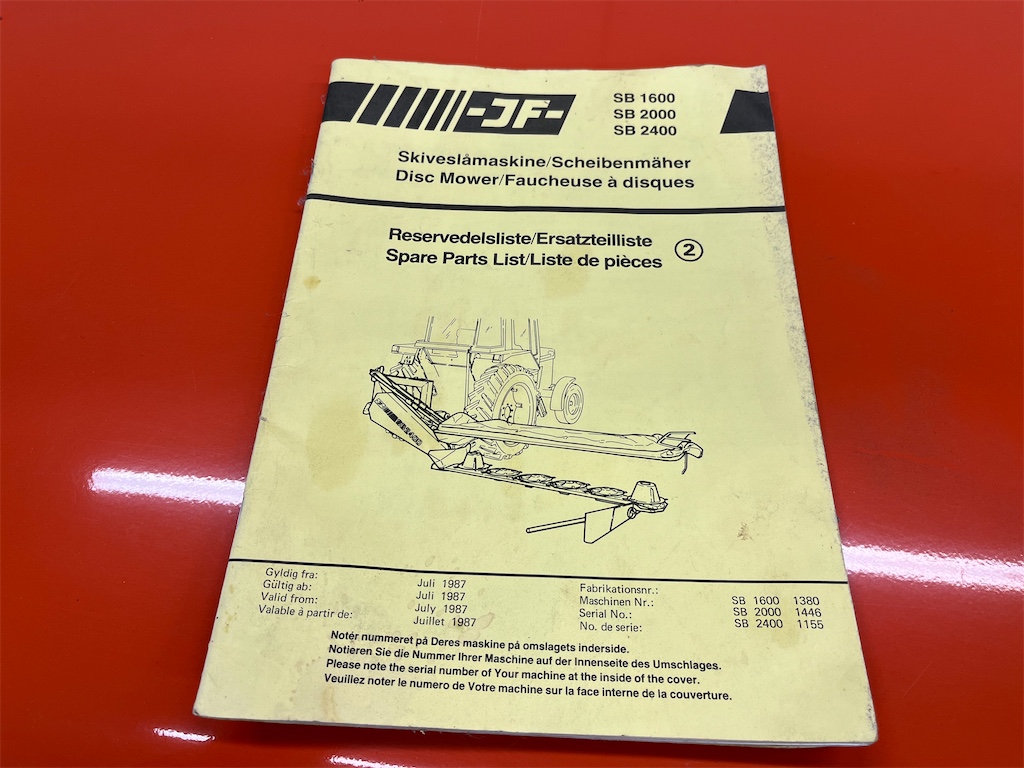 -JF-
SB 1600
SB 2000
SB 2400
Skiveslåmaskine/Scheibenmäher
Disc Mower/Faucheuse à disques
Reservedelsliste/Ersatzteilliste
Spare Parts List/Liste de pièces
2
Gyldig fra: Juli 1987
Gültig ab: Juli 1987
Valid from: July 1987
Valable à partir de: Juillet 1987
Fabrikationsnr.:
Maschinen Nr.: SB 1600 1380
Serial No.: SB 2000 1446
No. de serie: SB 2400 1155
Notér nummeret på Deres maskine på omslagets inderside.
Notieren Sie die Nummer Ihrer Maschine auf der Innenseite des Umschlages.
Please note the serial number of Your machine at the inside of the cover.
Veuillez noter le numero de Votre machine sur la face interne de la couverture.